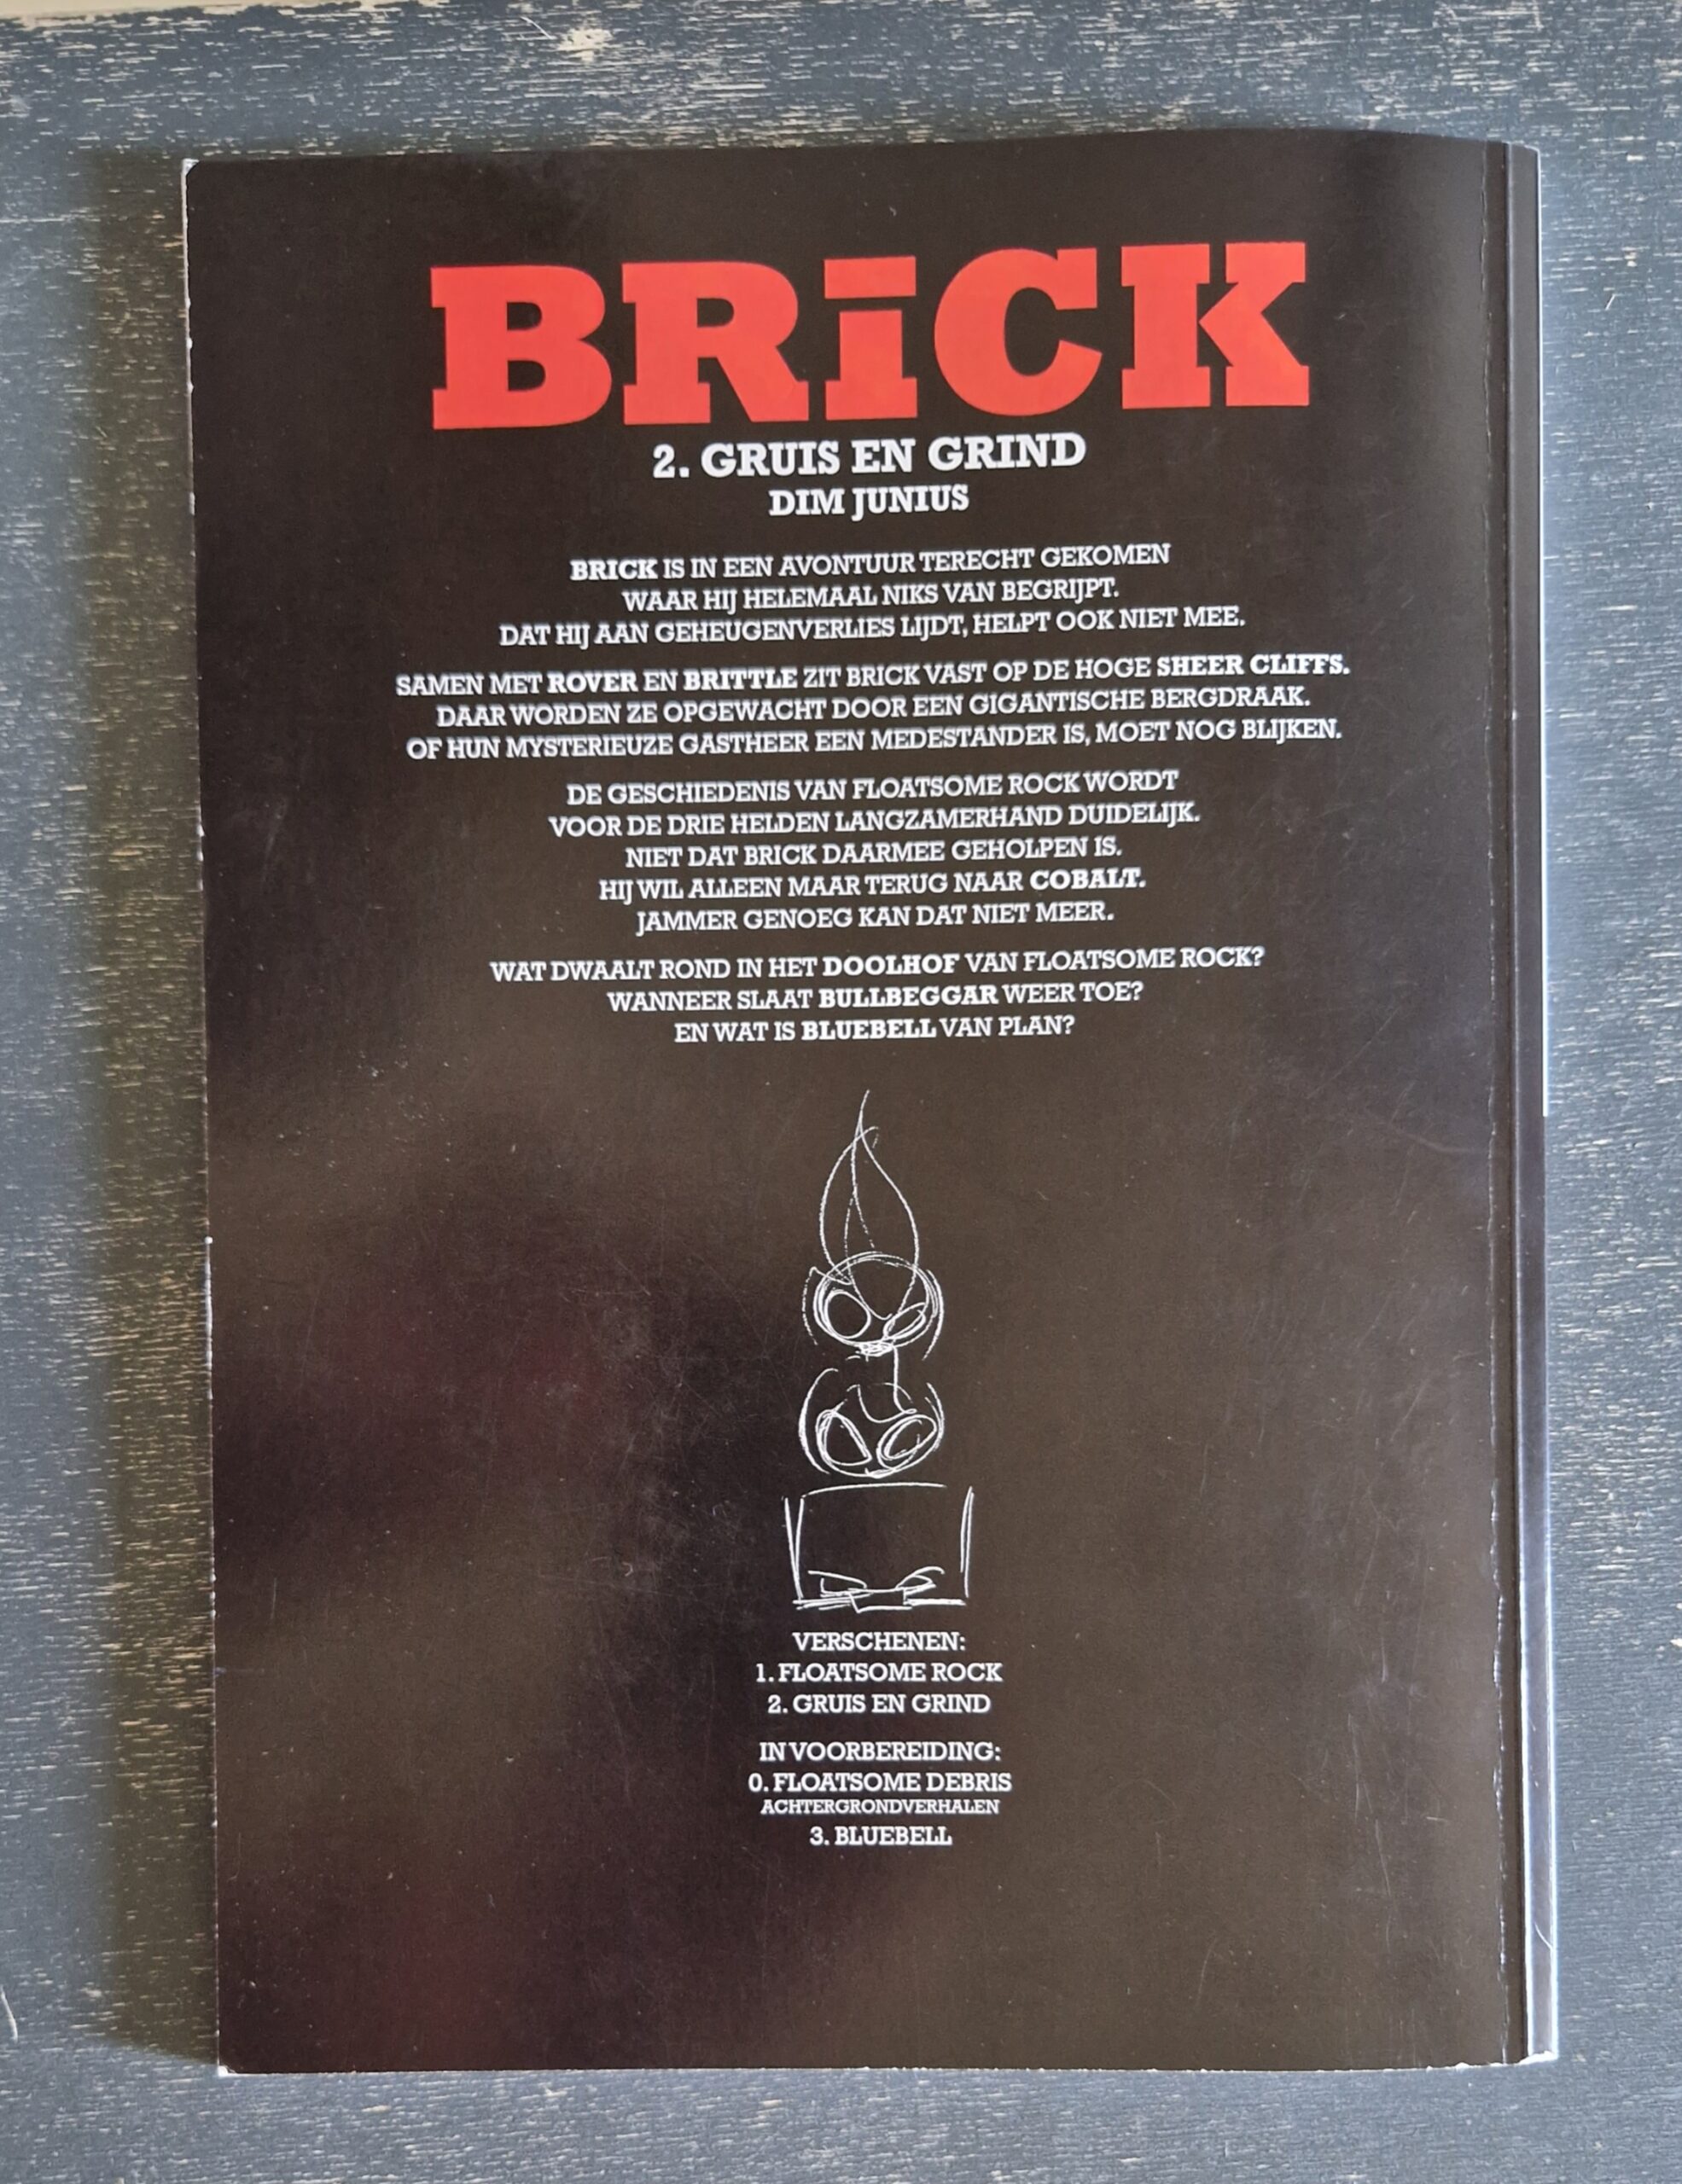 BRiCK
2. GRUIS EN GRIND
DIM JUNIUS
BRICK IS IN EEN AVONTUUR TERECHT GEKOMEN
WAAR HIJ HELEMAAL NIKS VAN BEGRIJPT.
DAT HIJ AAN GEHEUGENVERLIES LIJDT, HELPT OOK NIET MEE.
SAMEN MET ROVER EN BRITTLE ZIT BRICK VAST OP DE HOGE SHEER CLIFFS.
DAAR WORDEN ZE OPGEWACHT DOOR EEN GIGANTISCHE BERGDRAAK.
OF HUN MYSTERIEUZE GASTHEER EEN MEDESTANDER IS, MOET NOG BLIJKEN.
DE GESCHIEDENIS VAN FLOATSOME ROCK WORDT
VOOR DE DRIE HELDEN LANGZAMERHAND DUIDELIJK.
NIET DAT BRICK DAARMEE GEHOLPEN IS.
HIJ WIL ALLEEN MAAR TERUG NAAR COBALT.
JAMMER GENOEG KAN DAT NIET MEER.
WAT DWAALT ROND IN HET DOOLHOF VAN FLOATSOME ROCK?
WANNEER SLAAT BULLBEGGAR WEER TOE?
EN WAT IS BLUEBELL VAN PLAN?
VERSCHENEN:
1. FLOATSOME ROCK
2. GRUIS EN GRIND
IN VOORBEREIDING:
0. FLOATSOME DEBRIS
ACHTERGRONDVERHALEN
3. BLUEBELL